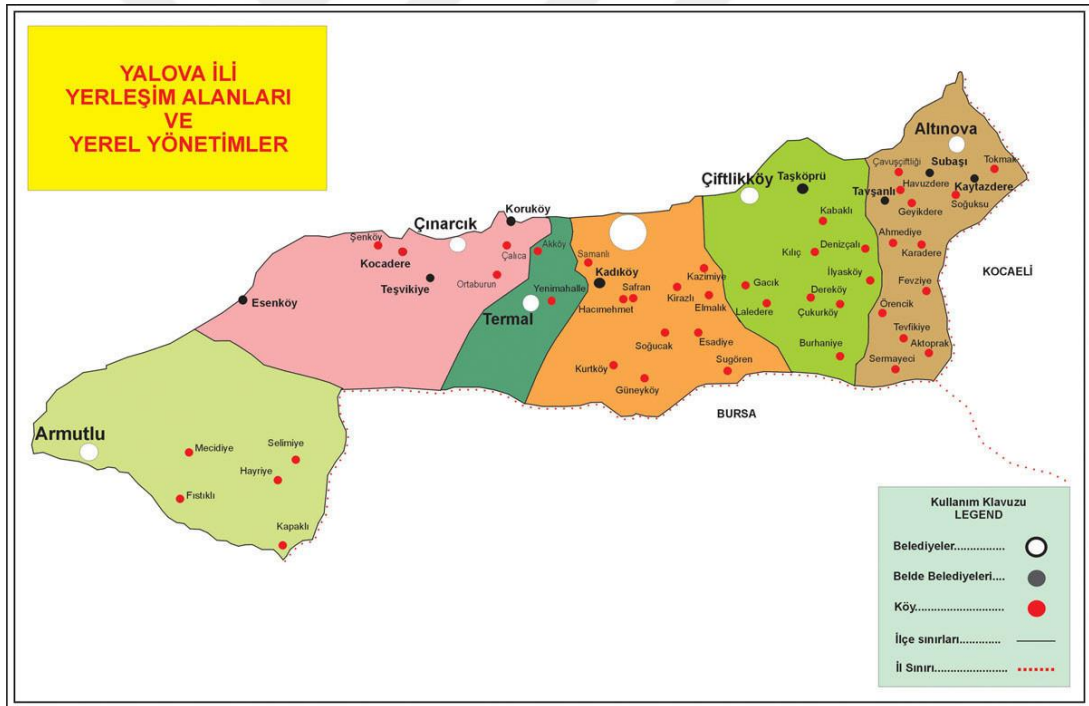 YALOVA İLİ
YERLEŞİM ALANLARI
VE
YEREL YÖNETİMLER
Altınova
Çavuşçiftliği
Subaşı
Tokmak
Havuzdere
Kaytazdere
Tavşanlı
Soğuksu
Geyikdere
Ahmediye
Karadere
Fevziye
Örencik
Tevfikiye
Aktoprak
Sermayeci
KOCAELİ
Çiftlikköy
Taşköprü
Kabaklı
Denizçalı
Kılıç
İlyasköy
Gacık
Dereköy
Laledere
Çukurköy
Burhaniye
Samanlı
Kadıköy
Kazimiye
Safran
Hacımehmet
Kirazlı
Elmalık
Soğucak
Esadiye
Kurtköy
Sugören
Güneyköy
BURSA
Akköy
Yenimahalle
Termal
Koruköy
Çınarcık
Şenköy
Çalıca
Kocadere
Ortaburun
Teşvikiye
Esenköy
Armutlu
Mecidiye
Selimiye
Hayriye
Fıstıklı
Kapaklı
Kullanım Klavuzu
LEGEND
Belediyeler................
Belde Belediyeleri....
Köy............................
İlçe sınırları.............
İl Sınırı.......................